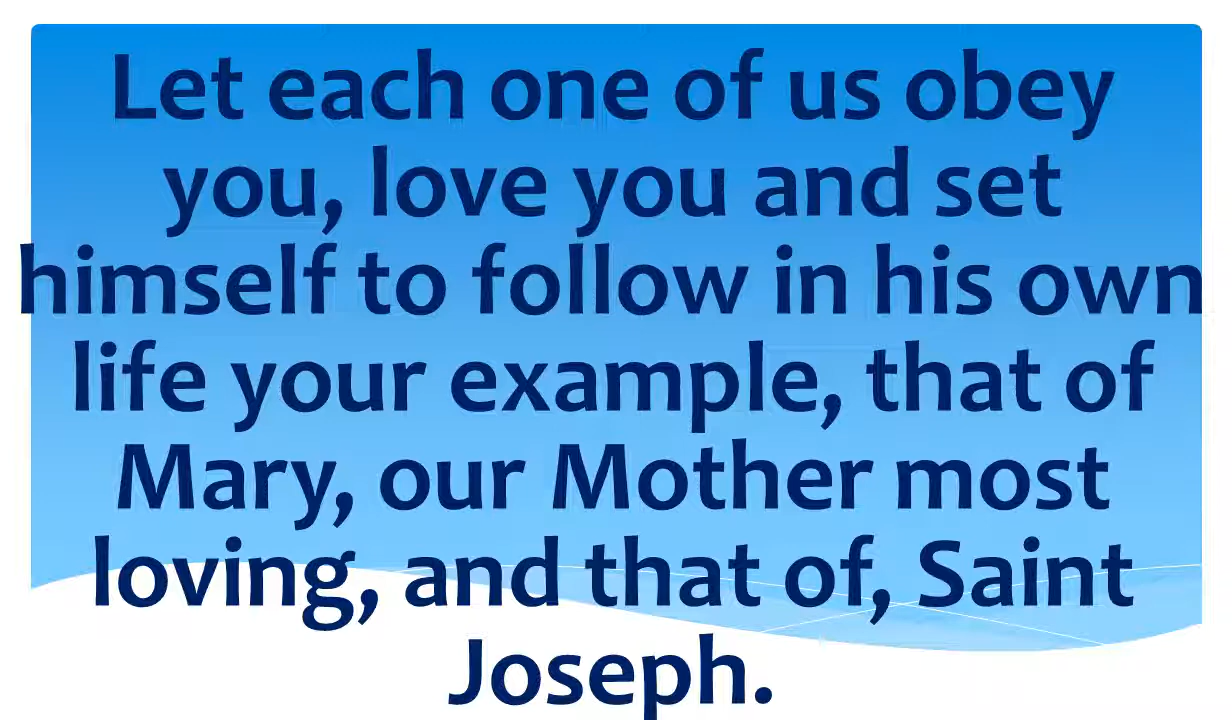 Let each one of us obey
you, love you and set
himself to follow in his own
life your example, that of
Mary, our Mother most
loving, and that of, Saint
Joseph.